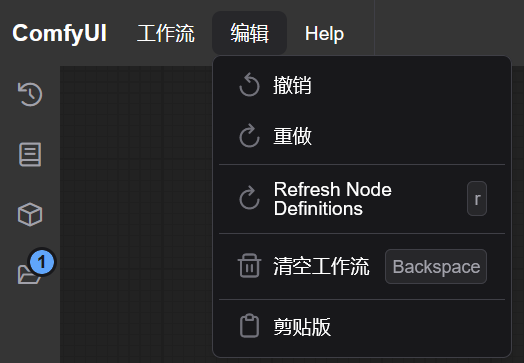 ComfyUI 工作流 编辑 Help
撤销
重做
Refresh Node
Definitions r
清空工作流 Backspace
剪贴版
1